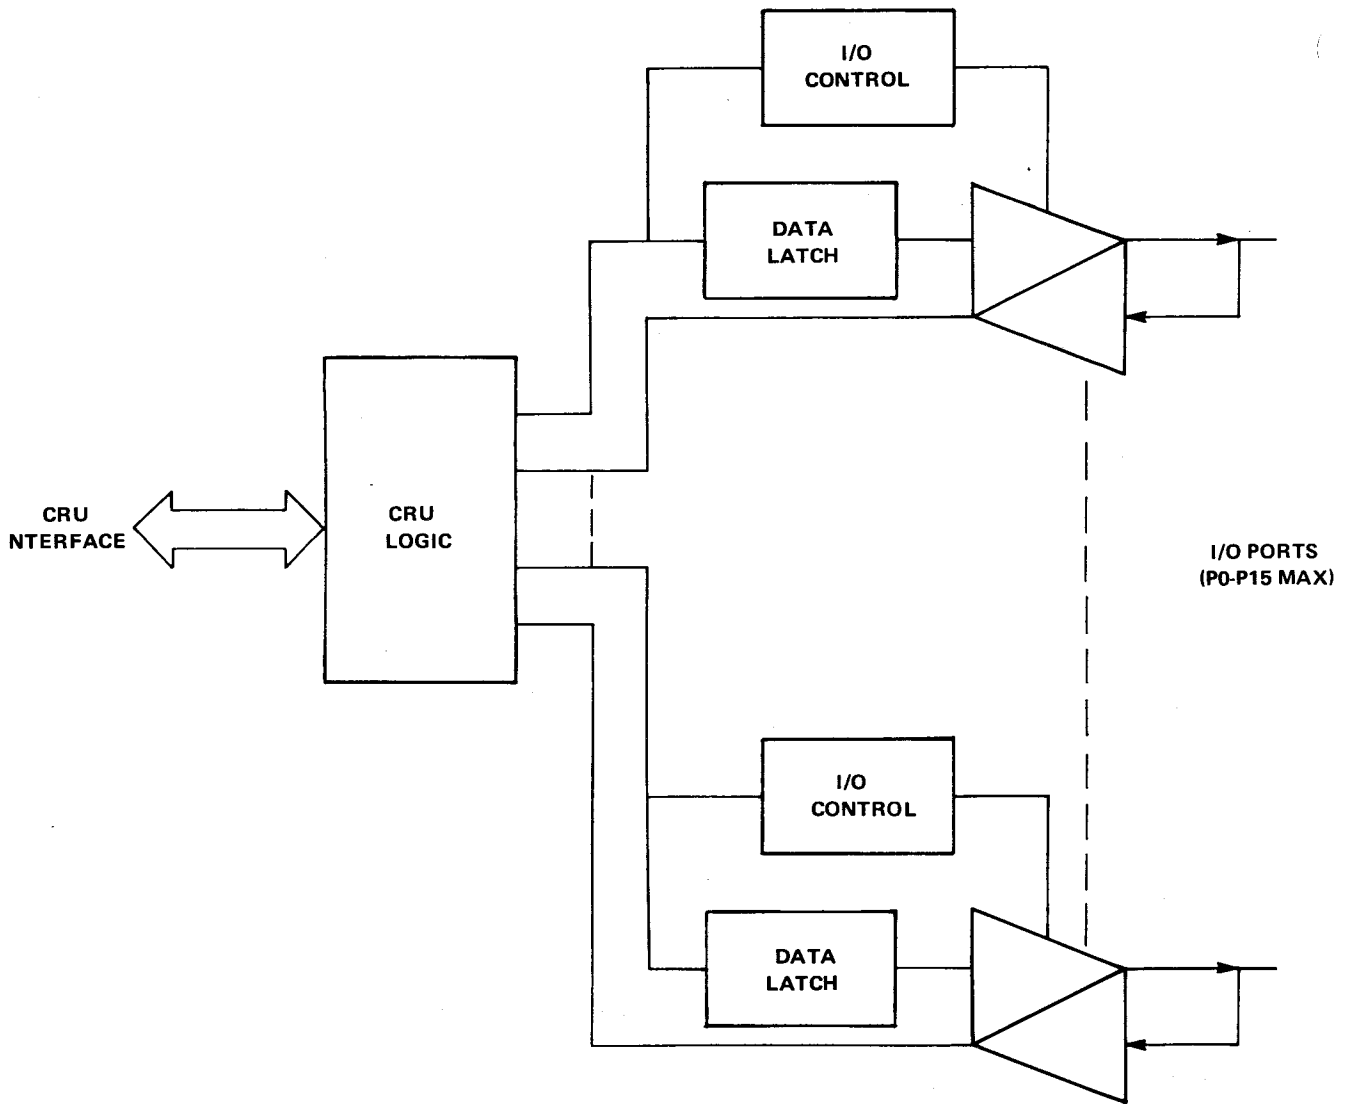 I/O
CONTROL
DATA
LATCH
CRU
NTERFACE
CRU
LOGIC
I/O PORTS
(P0-P15 MAX)
I/O
CONTROL
DATA
LATCH